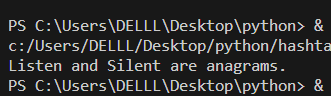 PS C:\Users\DELLL\Desktop\python> &
c:/Users/DELLL/Desktop/python/hashta
Listen and Silent are anagrams.
PS C:\Users\DELLL\Desktop\python> &